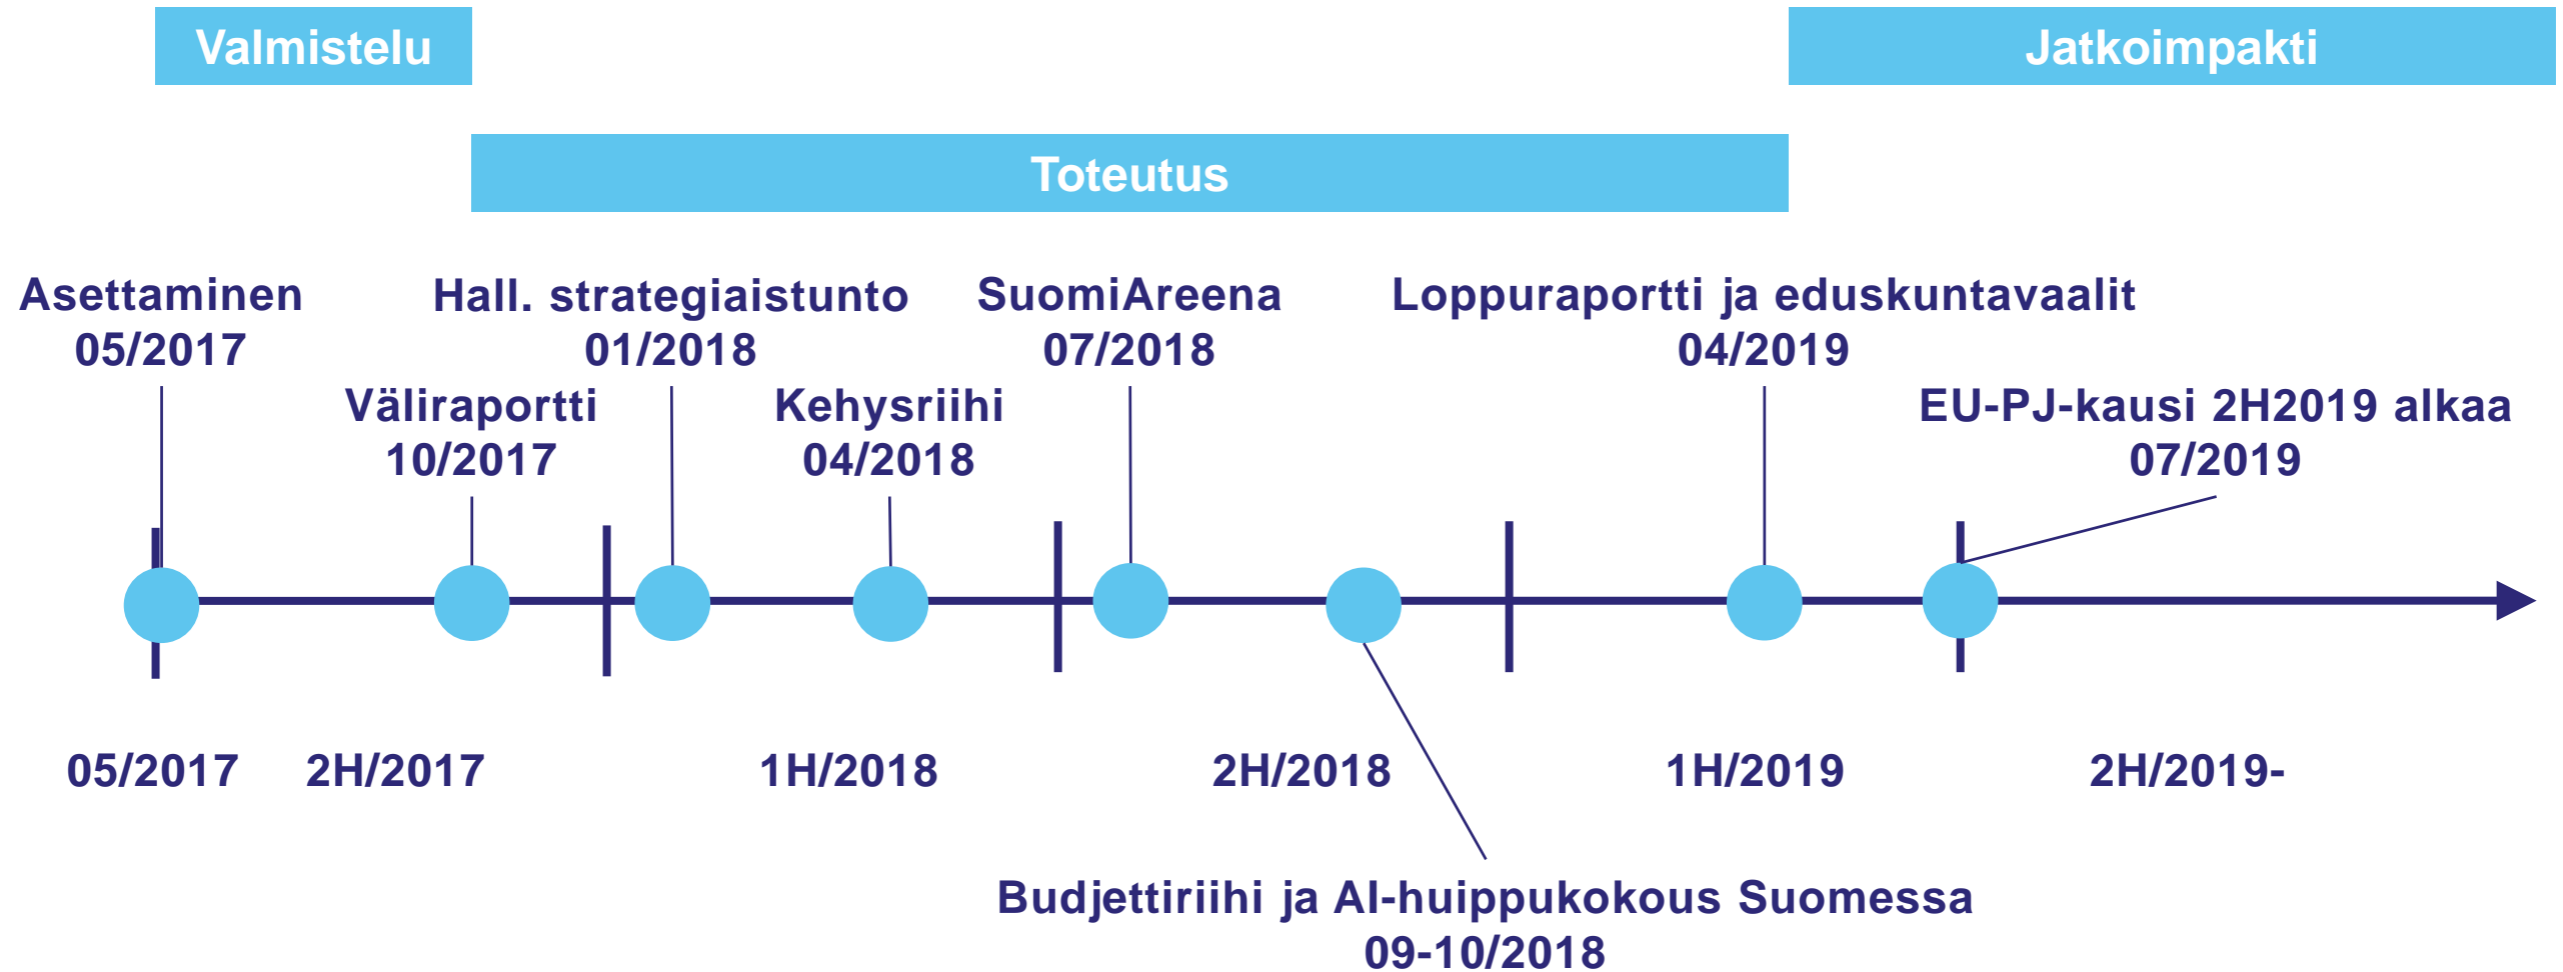 Valmistelu
Jatkoimpakti
Toteutus
Asettaminen
05/2017
Hall. strategiaistunto
01/2018
SuomiAreena
07/2018
Loppuraportti ja eduskuntavaalit
04/2019
Väliraportti
10/2017
Kehysriihi
04/2018
EU-PJ-kausi 2H2019 alkaa
07/2019
05/2017
2H/2017
1H/2018
2H/2018
1H/2019
2H/2019-
Budjettiriihi ja AI-huippukokous Suomessa
09-10/2018